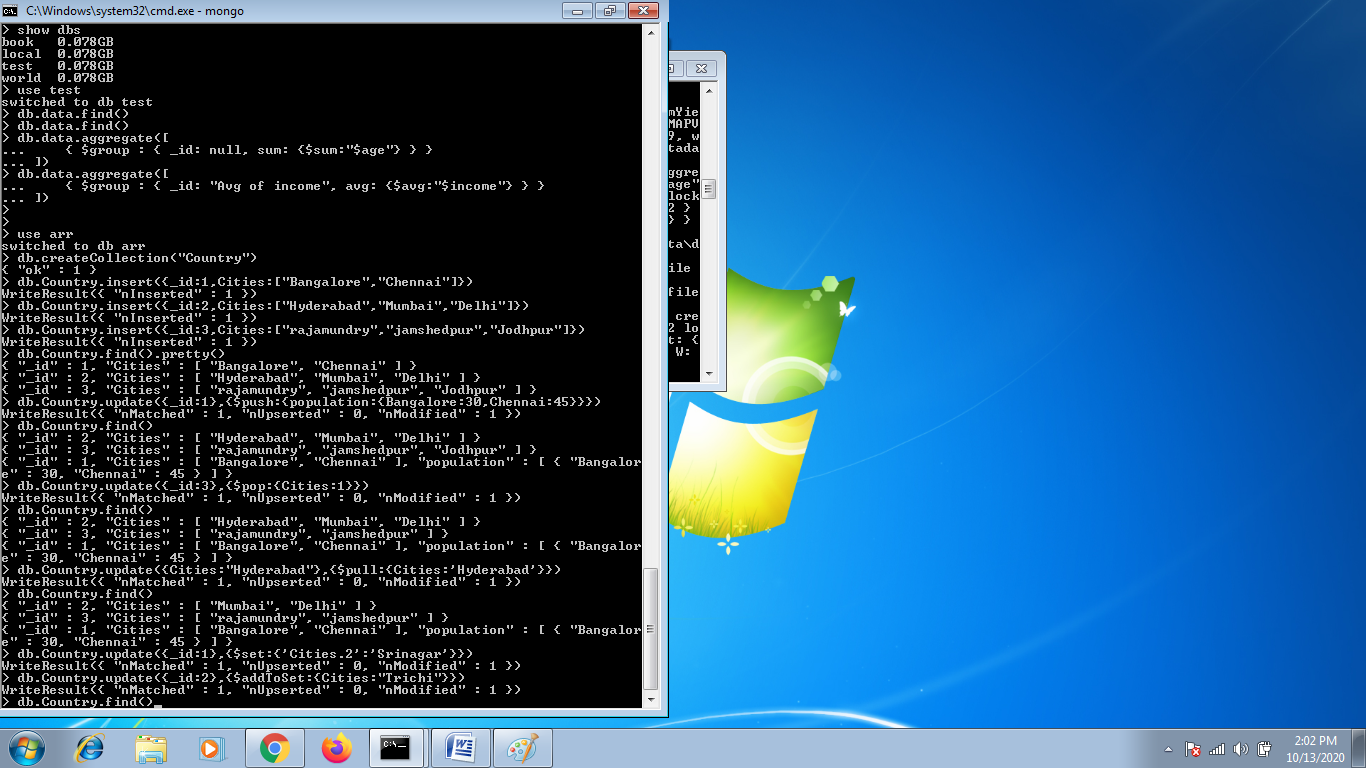 C:\Windows\system32\cmd.exe - mongo
> show dbs
book   0.078GB
local  0.078GB
test   0.078GB
world  0.078GB
> use test
switched to db test
> db.data.find()
> db.data.find()
> db.data.aggregate([
...     { $group : { _id: null, sum: {$sum:"$age"} } }
... ])
> db.data.aggregate([
...     { $group : { _id: "Avg of income", avg: {$avg:"$income"} } }
... ])
>
>
> use arr
switched to db arr
> db.createCollection("Country")
{ "ok" : 1 }
> db.Country.insert({_id:1,Cities:["Bangalore","Chennai"]})
WriteResult({ "nInserted" : 1 })
> db.Country.insert({_id:2,Cities:["Hyderabad","Mumbai","Delhi"]})
WriteResult({ "nInserted" : 1 })
> db.Country.insert({_id:3,Cities:["rajamundry","jamshedpur","Jodhpur"]})
WriteResult({ "nInserted" : 1 })
> db.Country.find().pretty()
{ "_id" : 1, "Cities" : [ "Bangalore", "Chennai" ] }
{ "_id" : 2, "Cities" : [ "Hyderabad", "Mumbai", "Delhi" ] }
{ "_id" : 3, "Cities" : [ "rajamundry", "jamshedpur", "Jodhpur" ] }
> db.Country.update({_id:1},{$push:{population:{Bangalore:30,Chennai:45}}})
WriteResult({ "nMatched" : 1, "nUpserted" : 0, "nModified" : 1 })
> db.Country.find()
{ "_id" : 2, "Cities" : [ "Hyderabad", "Mumbai", "Delhi" ] }
{ "_id" : 3, "Cities" : [ "rajamundry", "jamshedpur", "Jodhpur" ] }
{ "_id" : 1, "Cities" : [ "Bangalore", "Chennai" ], "population" : [ { "Bangalor
e" : 30, "Chennai" : 45 } ] }
> db.Country.update({_id:3},{$pop:{Cities:1}})
WriteResult({ "nMatched" : 1, "nUpserted" : 0, "nModified" : 1 })
> db.Country.find()
{ "_id" : 2, "Cities" : [ "Hyderabad", "Mumbai", "Delhi" ] }
{ "_id" : 3, "Cities" : [ "rajamundry", "jamshedpur" ] }
{ "_id" : 1, "Cities" : [ "Bangalore", "Chennai" ], "population" : [ { "Bangalor
e" : 30, "Chennai" : 45 } ] }
> db.Country.update({Cities:"Hyderabad"},{$pull:{Cities:'Hyderabad'}})
WriteResult({ "nMatched" : 1, "nUpserted" : 0, "nModified" : 1 })
> db.Country.find()
{ "_id" : 2, "Cities" : [ "Mumbai", "Delhi" ] }
{ "_id" : 3, "Cities" : [ "rajamundry", "jamshedpur" ] }
{ "_id" : 1, "Cities" : [ "Bangalore", "Chennai" ], "population" : [ { "Bangalor
e" : 30, "Chennai" : 45 } ] }
> db.Country.update({_id:1},{$set:{'Cities.2':'Srinagar'}})
WriteResult({ "nMatched" : 1, "nUpserted" : 0, "nModified" : 1 })
> db.Country.update({_id:2},{$addToSet:{Cities:"Trichi"}})
WriteResult({ "nMatched" : 1, "nUpserted" : 0, "nModified" : 1 })
> db.Country.find()
mYie
MAPV
9, w
tada
ggre
age"
lock
2 }
} }
ta\d
file
file
cre
2 lo
t: {
W:
2:02 PM
10/13/2020